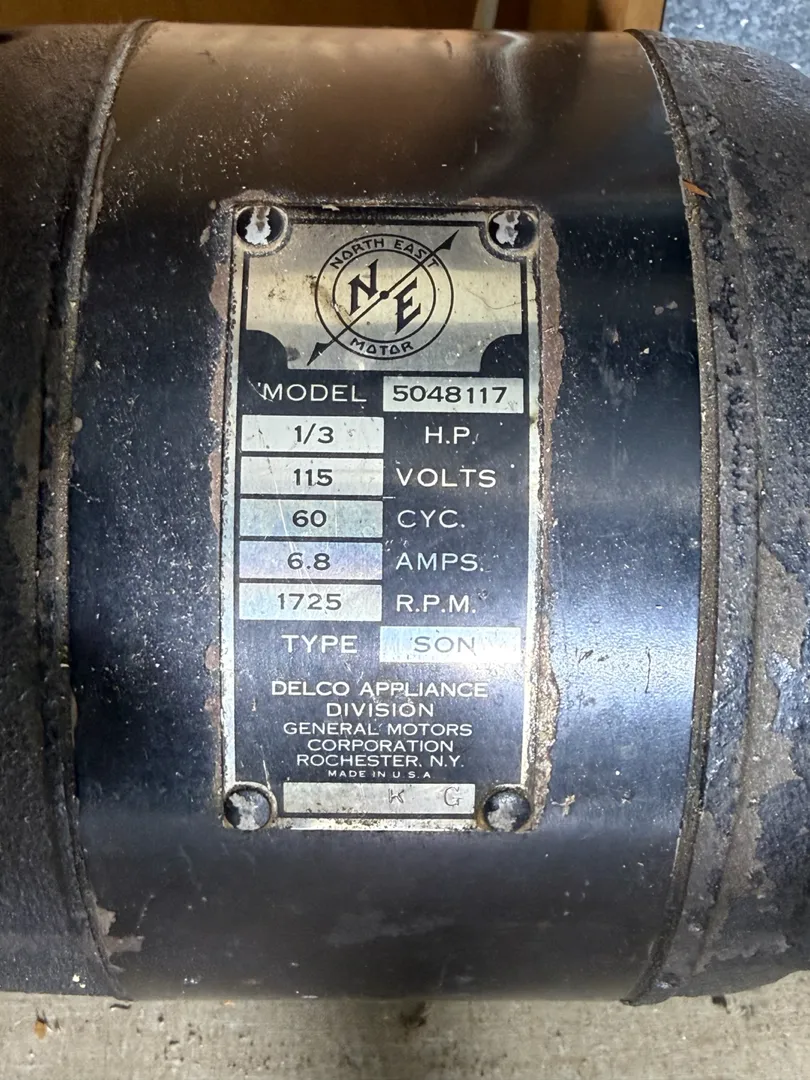 NORTH EAST
N E
MOTOR
MODEL 5048117
1/3 H.P.
115 VOLTS
60 CYC.
6.8 AMPS.
1725 R.P.M.
TYPE SON
DELCO APPLIANCE
DIVISION
GENERAL MOTORS
CORPORATION
ROCHESTER, N.Y.
MADE IN U.S.A
K G